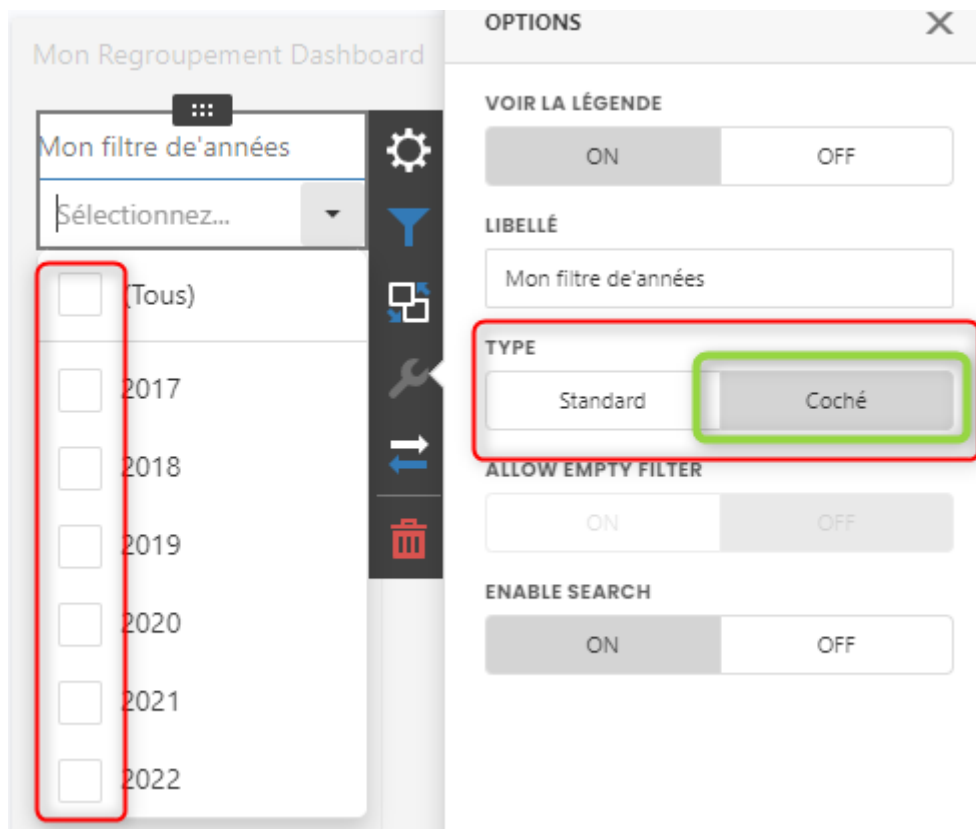 Mon Regroupement Dashboard
Mon filtre de'années
Sélectionnez...
(Tous)
2017
2018
2019
2020
2021
2022
OPTIONS
VOIR LA LÉGENDE
ON OFF
LIBELLÉ
Mon filtre de'années
TYPE
Standard Coché
ALLOW EMPTY FILTER
ON OFF
ENABLE SEARCH
ON OFF